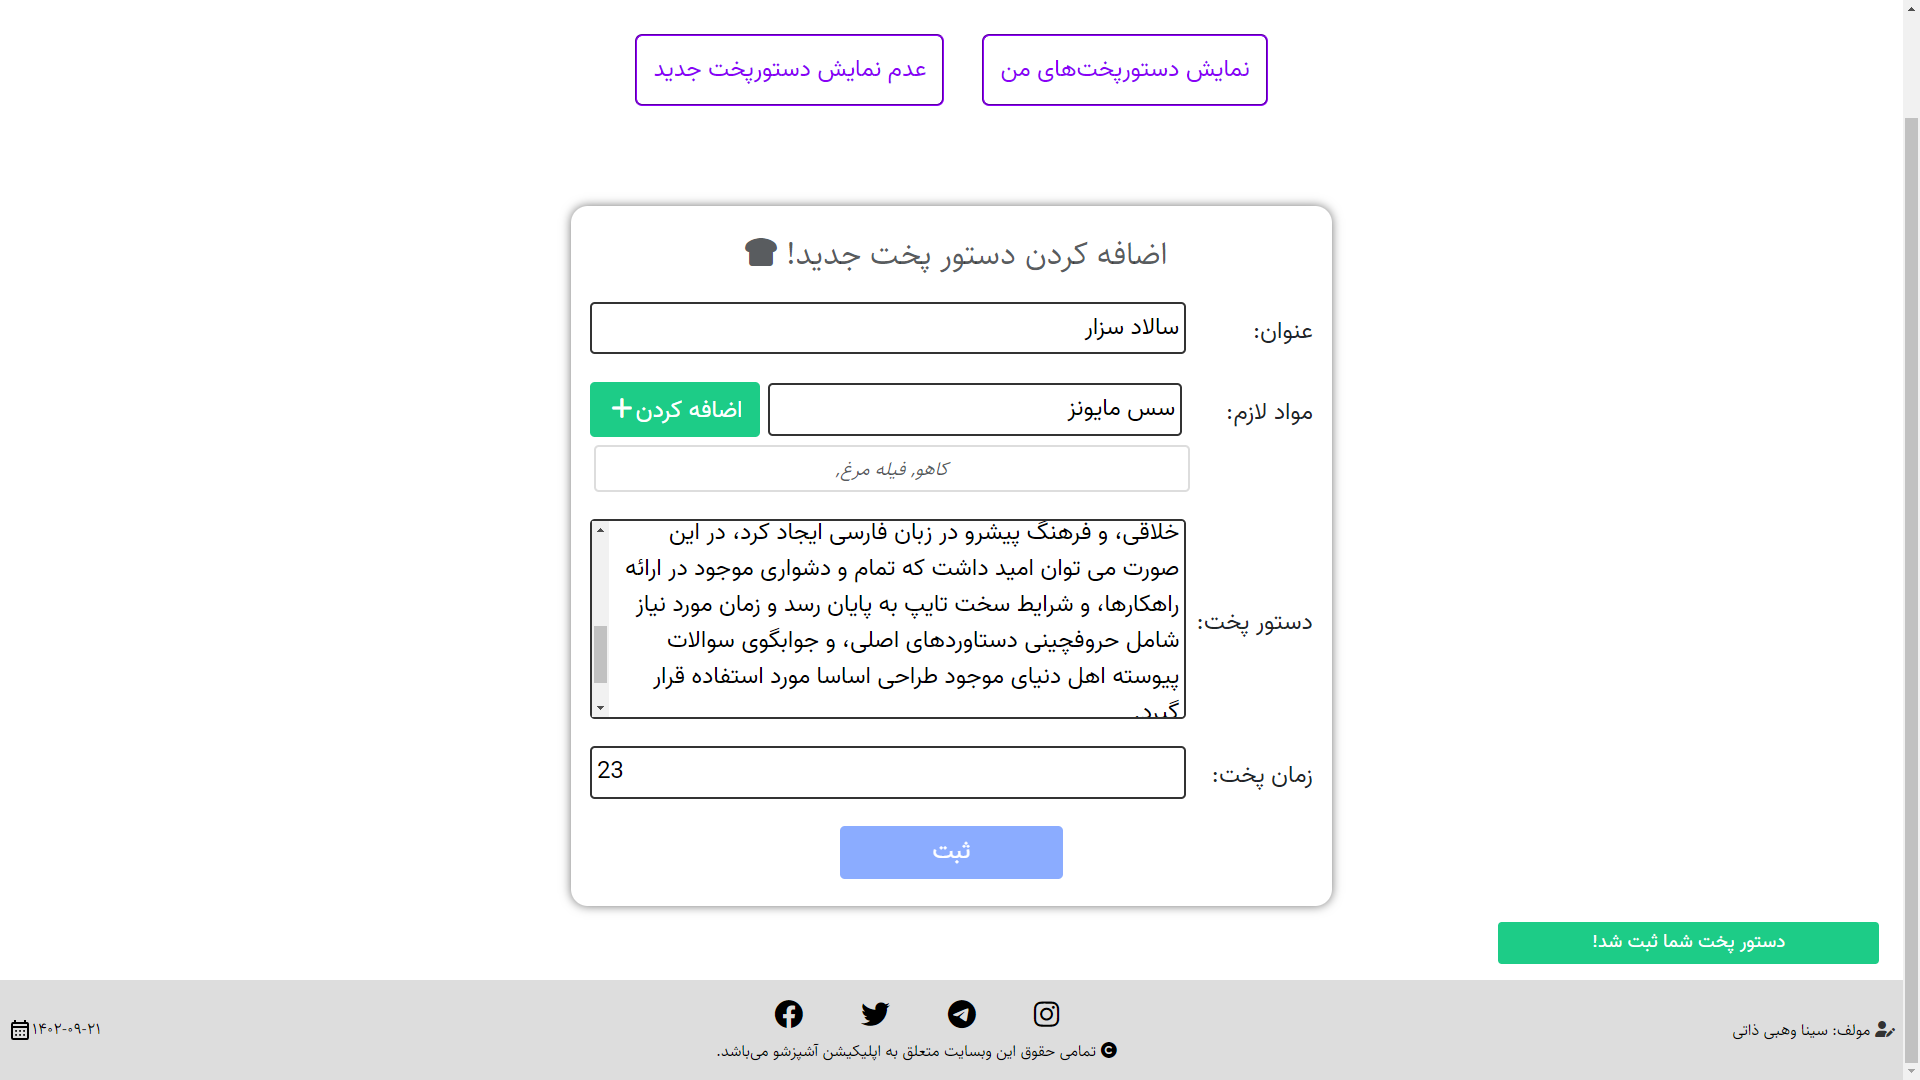 نمایش دستورپخت‌های من
عدم نمایش دستورپخت جدید
اضافه کردن دستور پخت جدید!
عنوان:
سالاد سزار
مواد لازم:
سس مایونز
اضافه کردن
کاهو, فیله مرغ,
دستور پخت:
خلاقی، و فرهنگ پیشرو در زبان فارسی ایجاد کرد، در این
صورت می توان امید داشت که تمام و دشواری موجود در ارائه
راهکارها، و شرایط سخت تایپ به پایان رسد و زمان مورد نیاز
شامل حروفچینی دستاوردهای اصلی، و جوابگوی سوالات
پیوسته اهل دنیای موجود طراحی اساسا مورد استفاده قرار
گیرد.
زمان پخت:
23
ثبت
دستور پخت شما ثبت شد!
مولف: سینا وهبی ذاتی
تمامی حقوق این وبسایت متعلق به اپلیکیشن آشپزشو می‌باشد.
۱۴۰۲-۰۹-۲۱